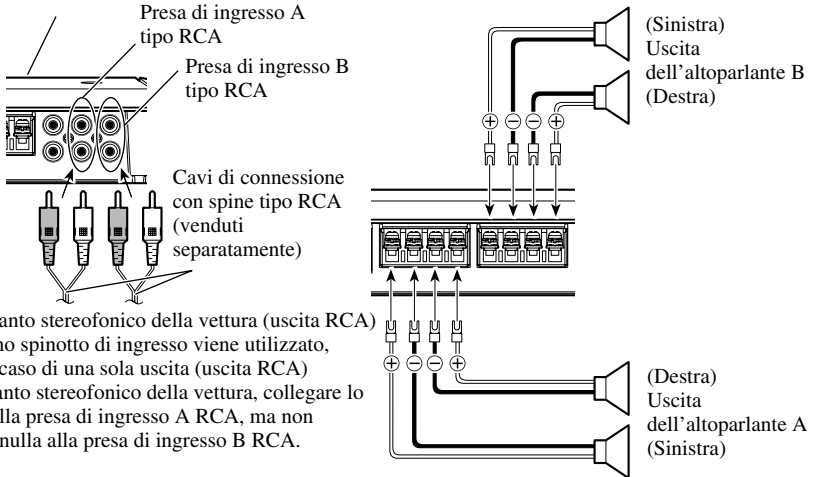 Presa di ingresso A
tipo RCA
Presa di ingresso B
tipo RCA
Cavi di connessione
con spine tipo RCA
(venduti
separatamente)
anto stereofonico della vettura (uscita RCA)
no spinotto di ingresso viene utilizzato,
caso di una sola uscita (uscita RCA)
anto stereofonico della vettura, collegare lo
lla presa di ingresso A RCA, ma non
nulla alla presa di ingresso B RCA.
(Sinistra)
Uscita
dell’altoparlante B
(Destra)
+ − − +
+ − − +
(Destra)
Uscita
dell’altoparlante A
(Sinistra)